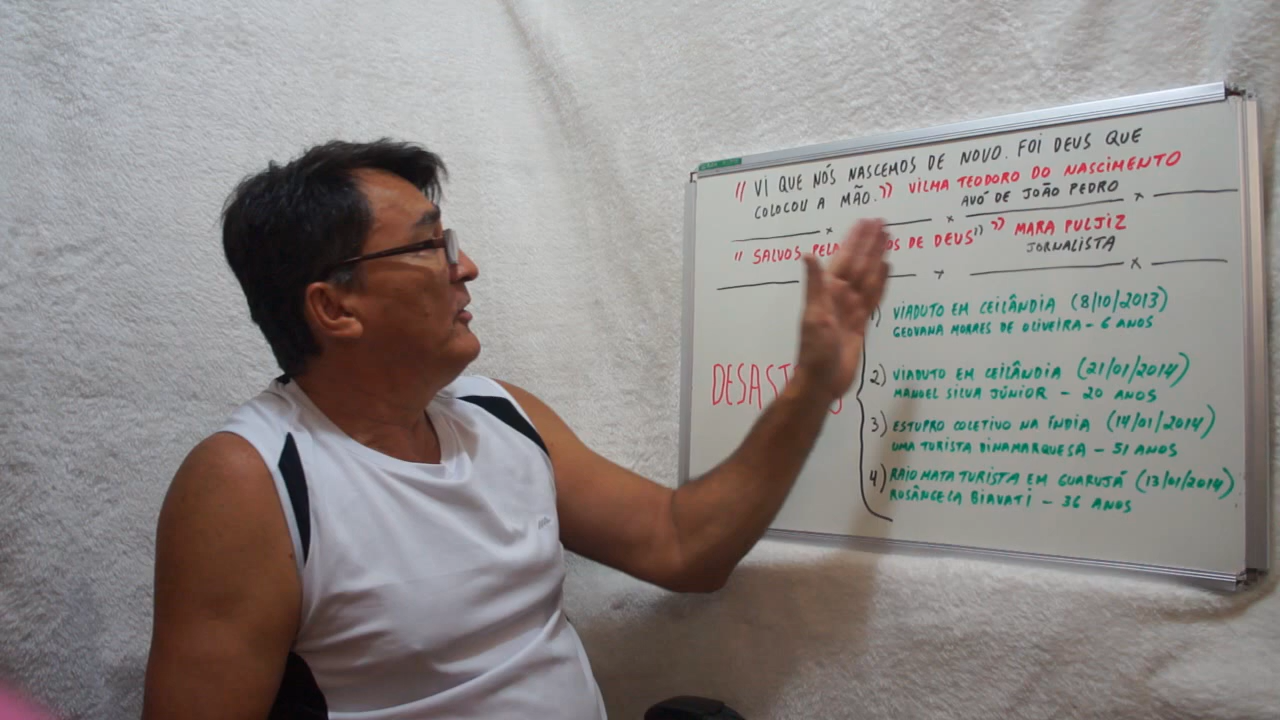 " VI QUE NÓS NASCEMOS DE NOVO. FOI DEUS QUE
COLOCOU A MÃO. " VILMA TEODORO DO NASCIMENTO
AVÓ DE JOÃO PEDRO
" SALVOS DE DEUS " " MARA PULJIZ
JORNALISTA
1) VIADUTO EM CEILÂNDIA (8/10/2013)
GEOVANA MORAES DE OLIVEIRA - 6 ANOS
2) VIADUTO EM CEILÂNDIA (21/01/2014)
MANOEL SILVA JÚNIOR - 20 ANOS
3) ESTUPRO COLETIVO NA ÍNDIA (14/01/2014)
UMA TURISTA DINAMARQUESA - 51 ANOS
4) RAIO MATA TURISTA EM GUARUJÁ (13/01/2014)
ROSÂNGELA BIAVATI - 36 ANOS